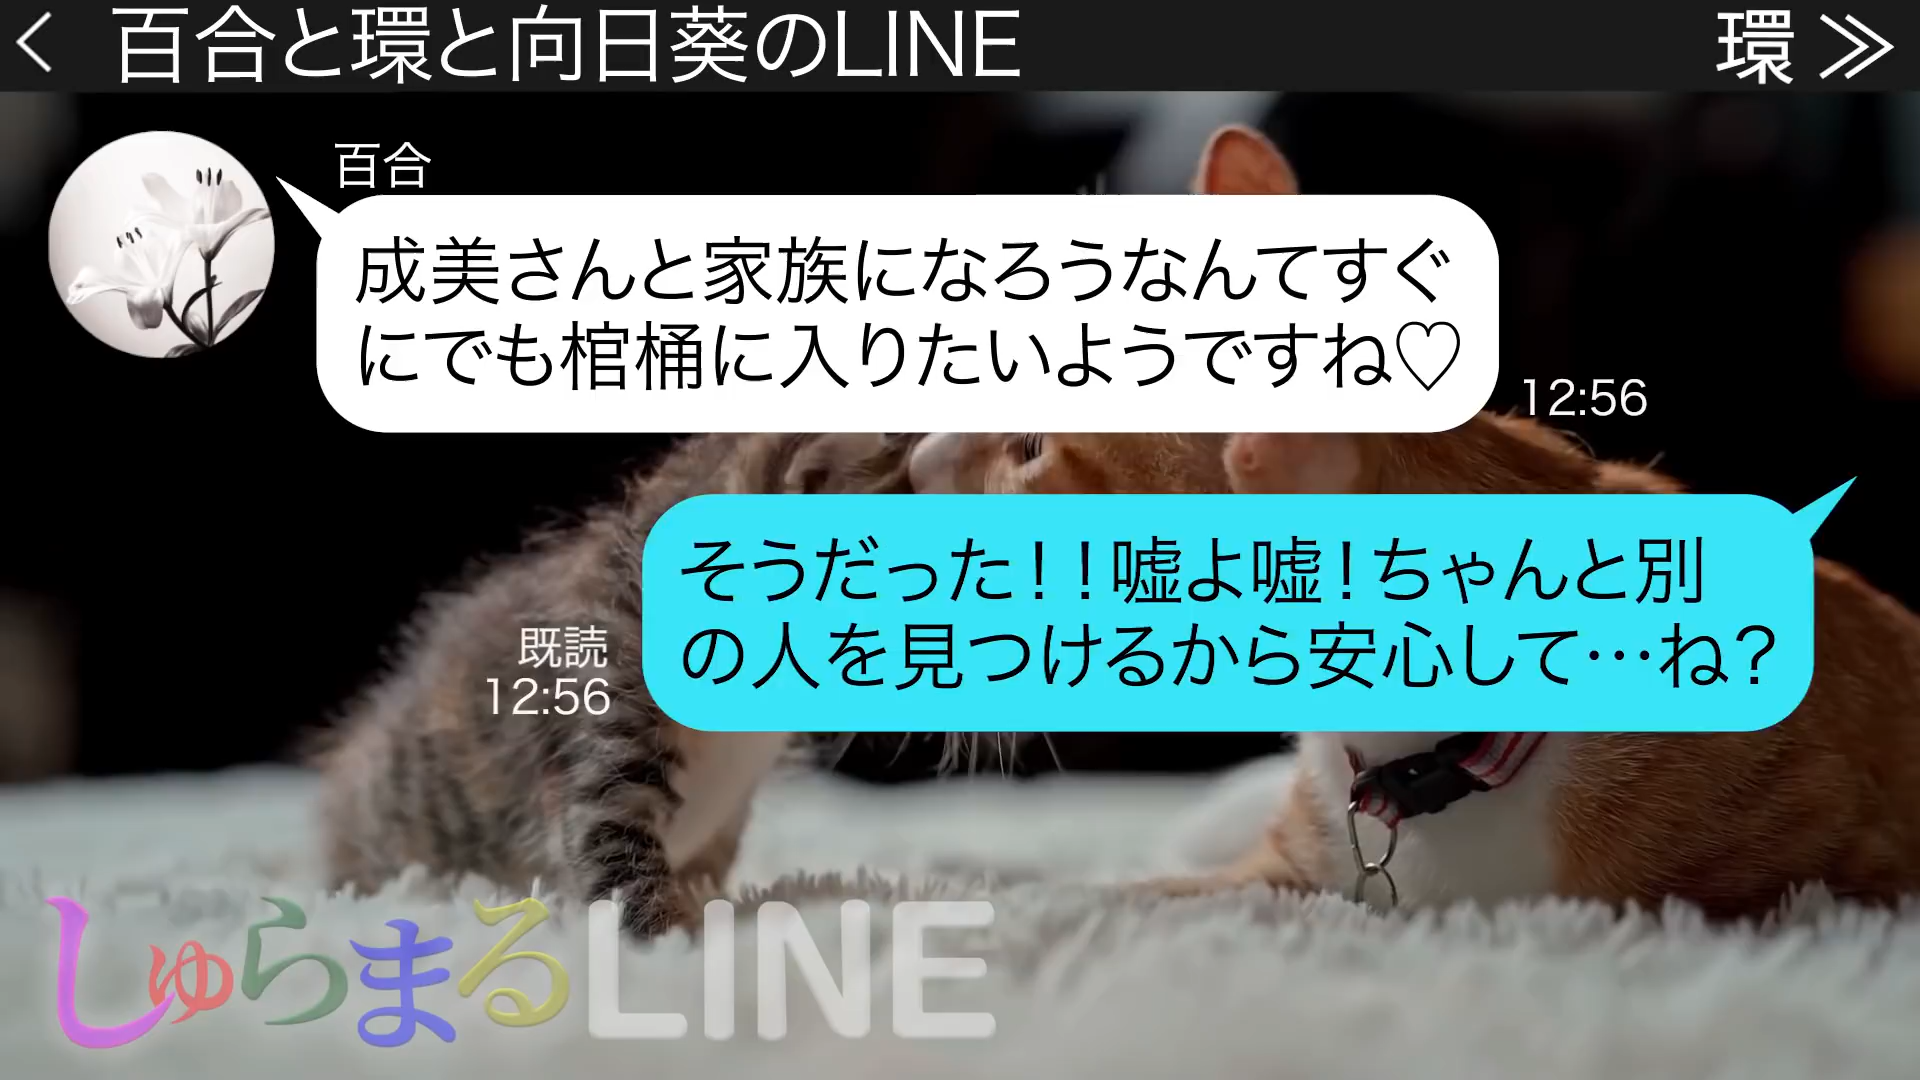 百合と環と向日葵のLINE
環
百合
成美さんと家族になろうなんてすぐ
にでも棺桶に入りたいようですね♡
12:56
そうだった！！嘘よ嘘！ちゃんと別
の人を見つけるから安心して…ね？
既読
12:56
しゅらまるLINE